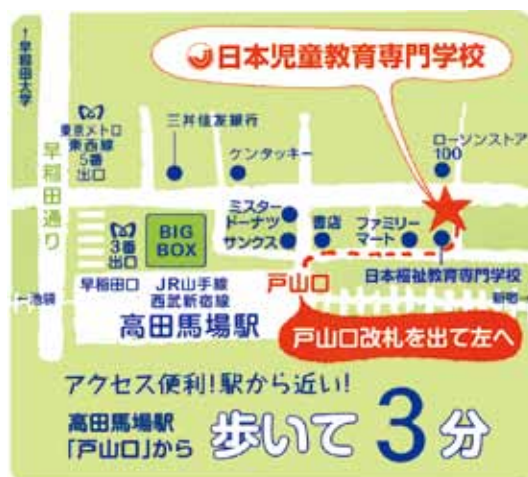 ↑早稲田大学
日本児童教育専門学校
東京メトロ
東西線
5番
出口
三井住友銀行
ケンタッキー
ローソンストア
100
早稲田通り
3番
出口
BIG
BOX
ミスター
ドーナツ
サンクス
書店
ファミリー
マート
日本福祉教育専門学校
早稲田口
JR山手線
西武新宿線
戸山口
←池袋
新宿→
高田馬場駅
戸山口改札を出て左へ
アクセス便利!駅から近い!
高田馬場駅
「戸山口」から
歩いて3分